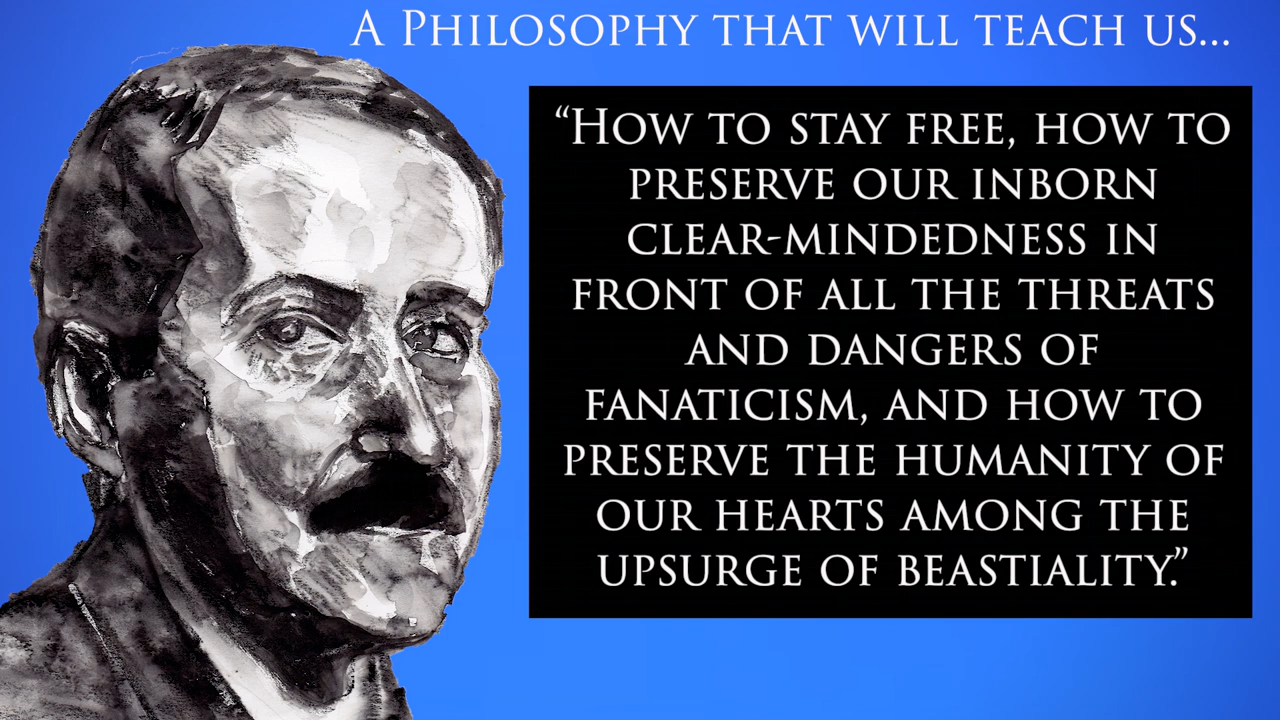 A Philosophy that will teach us...
“How to stay free, how to
preserve our inborn
clear-mindedness in
front of all the threats
and dangers of
fanaticism, and how to
preserve the humanity of
our hearts among the
upsurge of beastiality.”